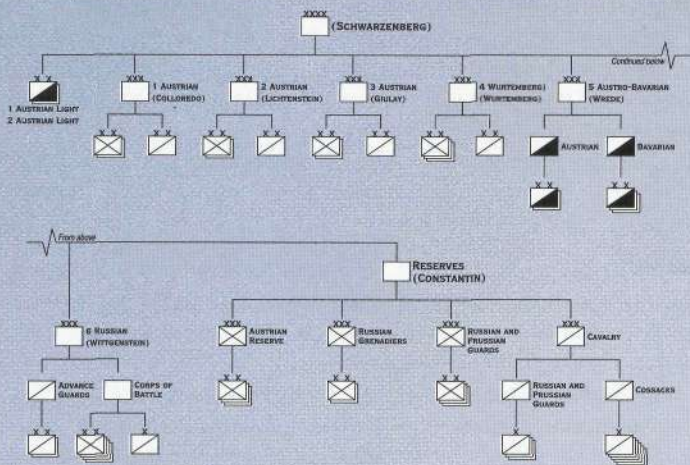 XXXX
(SCHWARZENBERG)
Continued below
X X
1 AUSTRIAN LIGHT
2 AUSTRIAN LIGHT
XXX
1 AUSTRIAN
(COLLOREDO)
XXX
2 AUSTRIAN
(LICHTENSTEIN)
XXX
3 AUSTRIAN
(GIULAY)
XXX
4 WURTEMBERG
(WURTEMBERG)
XXX
5 AUSTRO-BAVARIAN
(WREDE)
X X
X X
X X
X X
X X
X X
X X
X X
AUSTRIAN
BAVARIAN
X X
X X
From above
RESERVES
(CONSTANTIN)
XXX
6 RUSSIAN
(WITTGENSTEIN)
XXX
AUSTRIAN
RESERVE
XXX
RUSSIAN
GRENADIERS
XXX
RUSSIAN AND
PRUSSIAN
GUARDS
XXX
CAVALRY
ADVANCE
GUARDS
CORPS OF
BATTLE
X X
X X
X X
RUSSIAN AND
PRUSSIAN
GUARDS
COSSACKS
X X
X X
X
X X
X